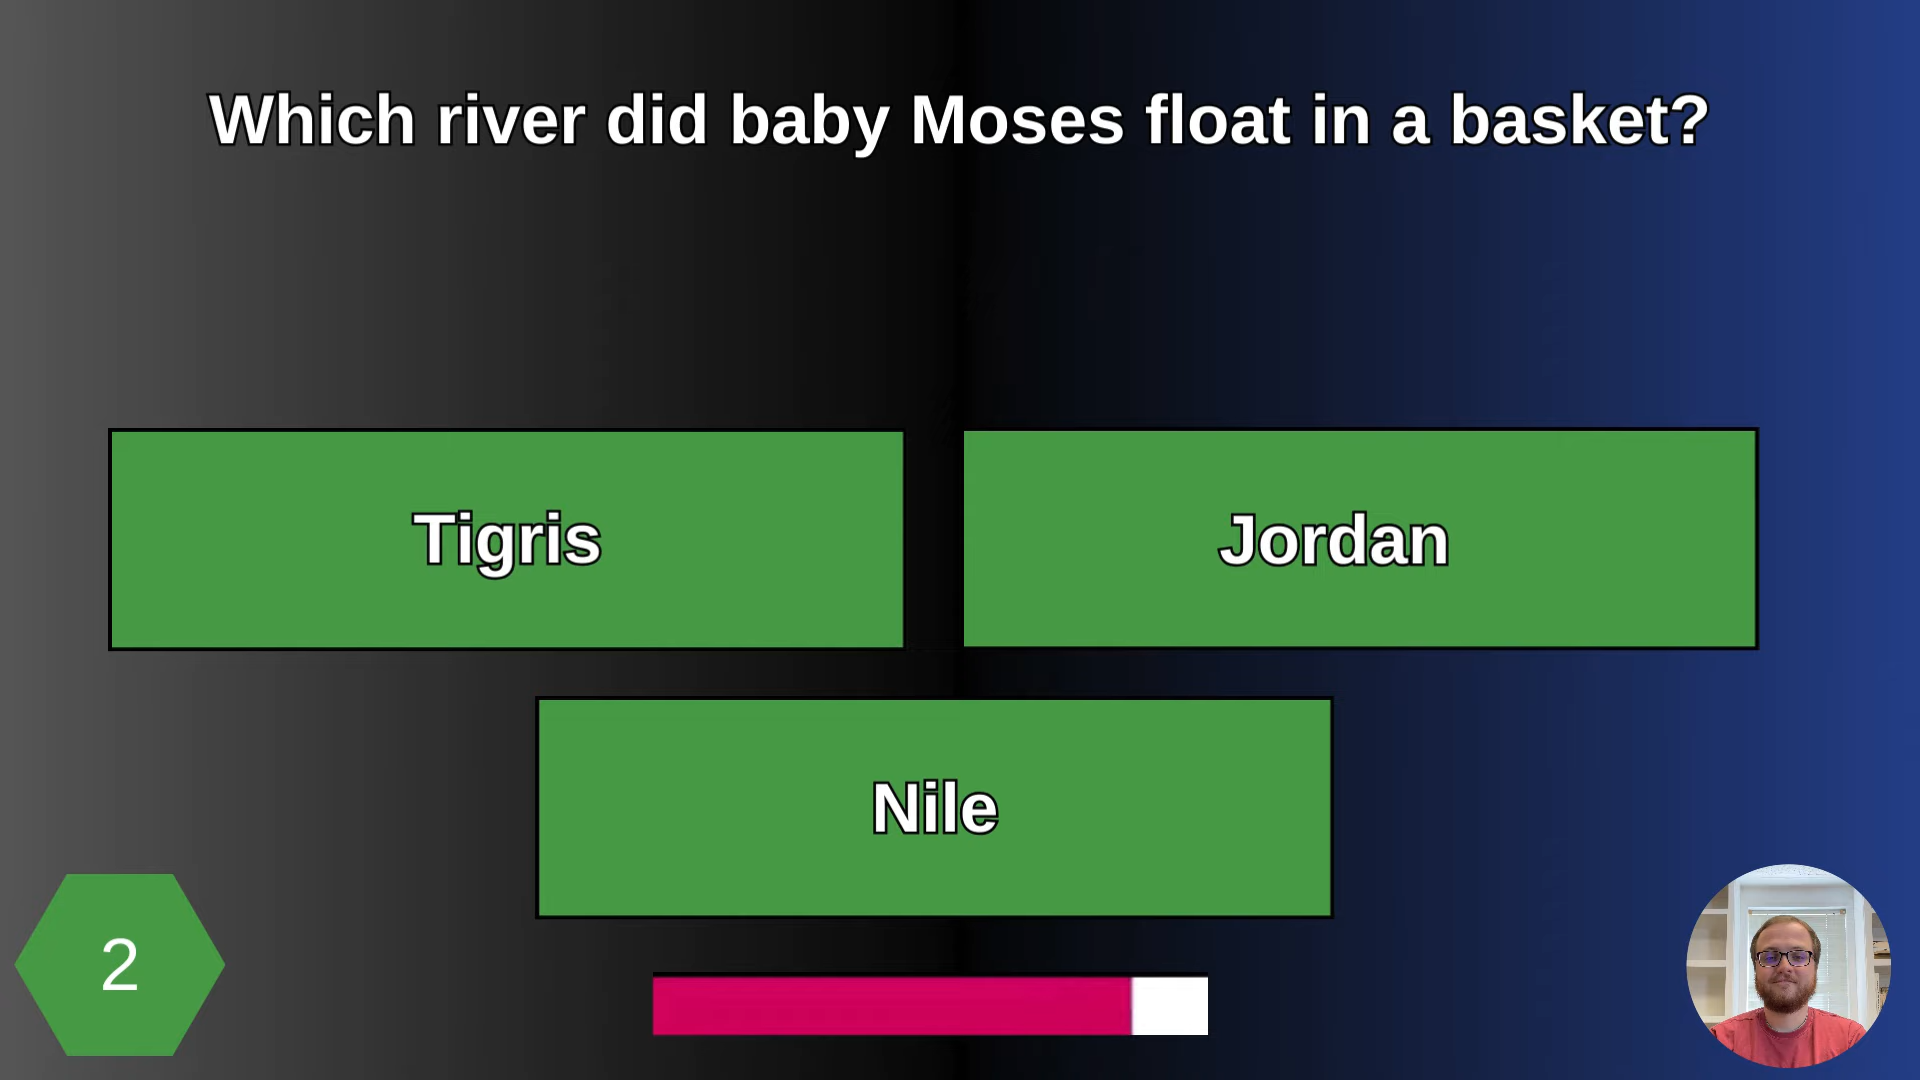 Which river did baby Moses float in a basket?
Tigris
Jordan
Nile
2